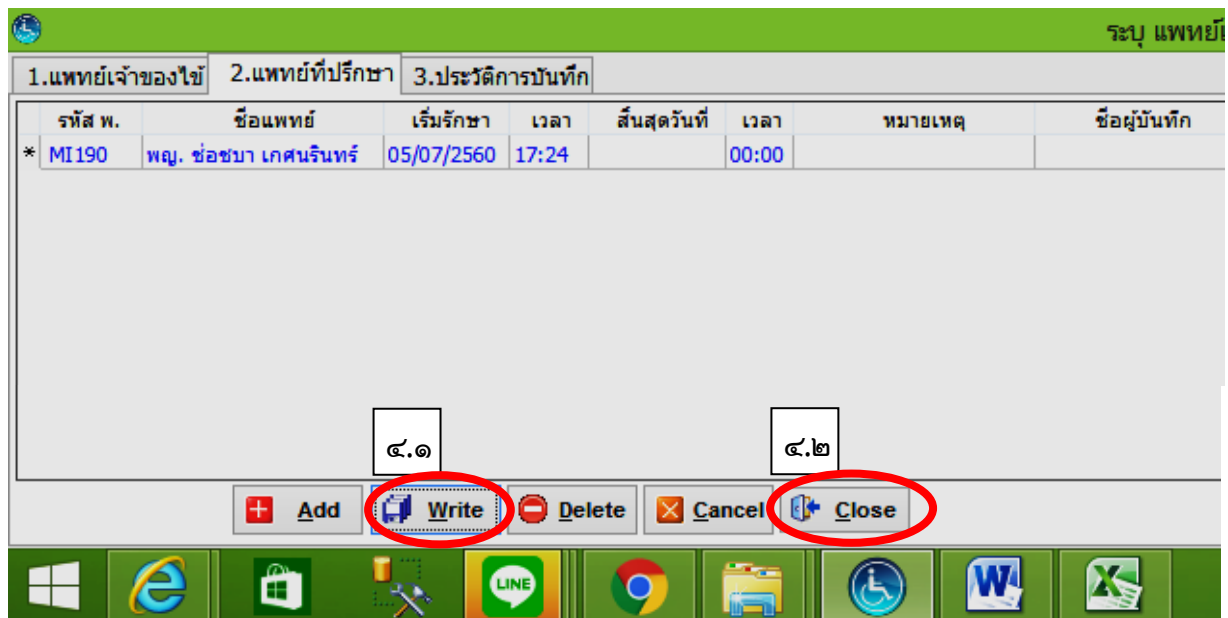 ระบุ แพทย์
1.แพทย์เจ้าของไข้ 2.แพทย์ที่ปรึกษา 3.ประวัติการบันทึก
รหัส พ. ชื่อแพทย์ เริ่มรักษา เวลา สิ้นสุดวันที่ เวลา หมายเหตุ ชื่อผู้บันทึก
* MI190 พญ. ช่อชบา เกศนรินทร์ 05/07/2560 17:24 00:00
๔.๑ ๔.๒
Add Write Delete Cancel Close
LINE W X